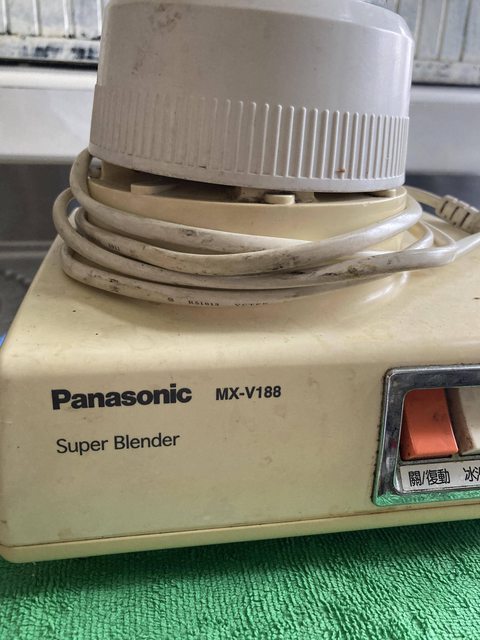 Panasonic MX-V188
Super Blender
關/復動